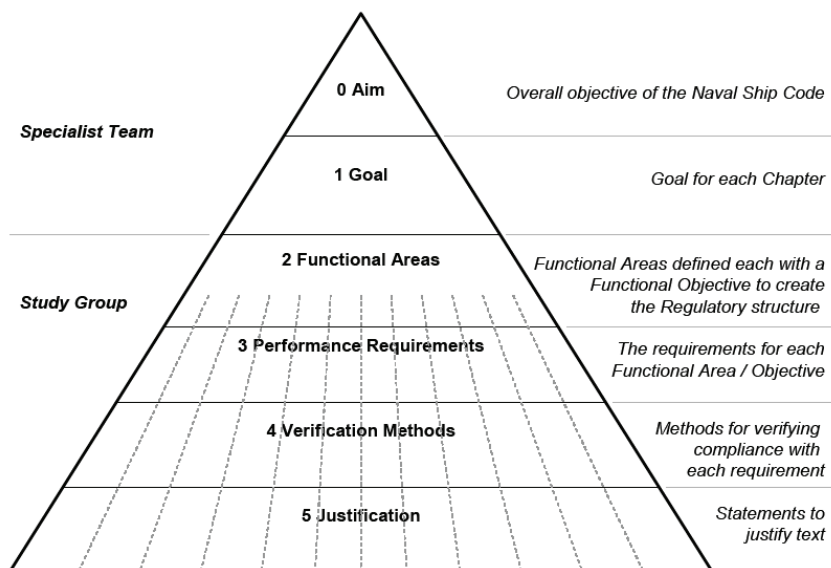 0 Aim
Overall objective of the Naval Ship Code
Specialist Team
1 Goal
Goal for each Chapter
2 Functional Areas
Functional Areas defined each with a
Functional Objective to create
the Regulatory structure
Study Group
3 Performance Requirements
The requirements for each
Functional Area / Objective
4 Verification Methods
Methods for verifying
compliance with
each requirement
5 Justification
Statements to
justify text